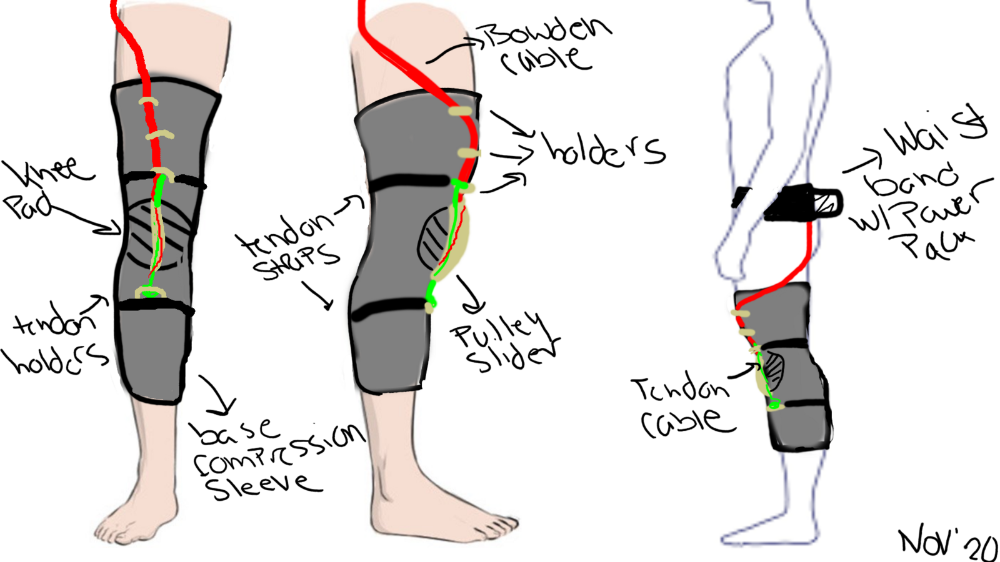 Knee
Pad
tendon
holders
base
compression
Sleeve
tendon
straps
Bowden
cable
holders
Pulley
slider
Tendon
cable
Waist
band
w/ Power
Pack
Nov' 20